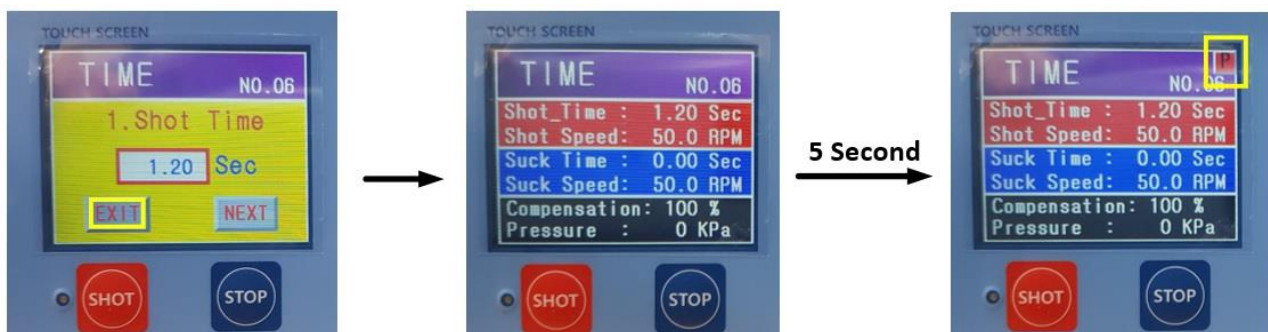 TOUCH SCREEN
TIME
NO.06
1.Shot Time
1.20 Sec
EXIT NEXT
SHOT STOP
TOUCH SCREEN
TIME
NO.06
Shot_Time : 1.20 Sec
Shot Speed: 50.0 RPM
Suck Time : 0.00 Sec
Suck Speed: 50.0 RPM
Compensation: 100 %
Pressure : 0 KPa
SHOT STOP
5 Second
TOUCH SCREEN
P
TIME
NO.06
Shot_Time : 1.20 Sec
Shot Speed: 50.0 RPM
Suck Time : 0.00 Sec
Suck Speed: 50.0 RPM
Compensation: 100 %
Pressure : 0 KPa
SHOT STOP